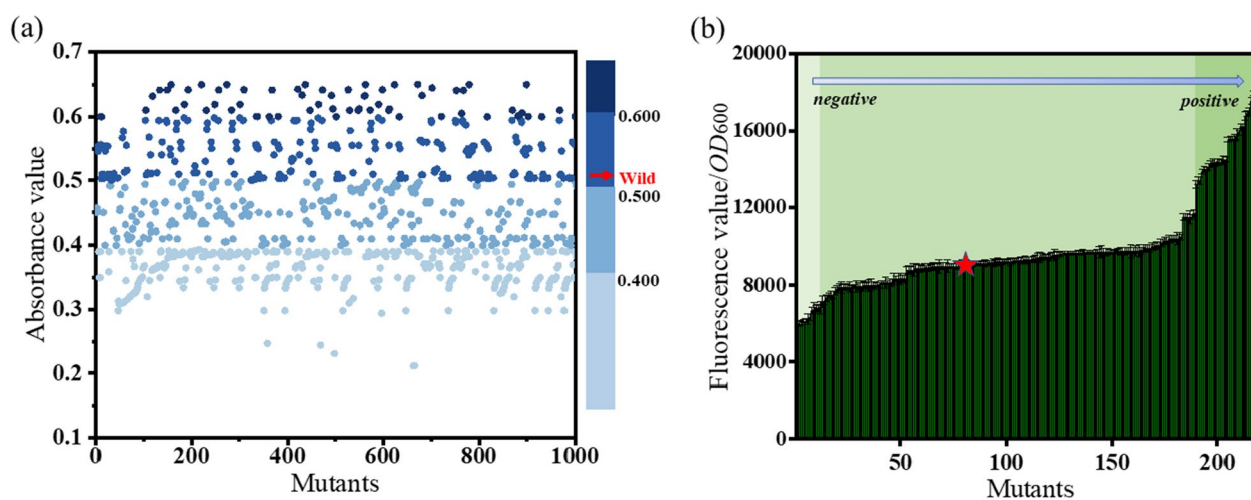 (a)
0.7
0.6
0.5
0.4
0.3
0.2
0.1
Absorbance value
0 200 400 600 800 1000
Mutants
0.600
Wild
0.500
0.400
(b)
20000
16000
12000
8000
4000
0
Fluorescence value/OD600
negative
positive
50 100 150 200
Mutants